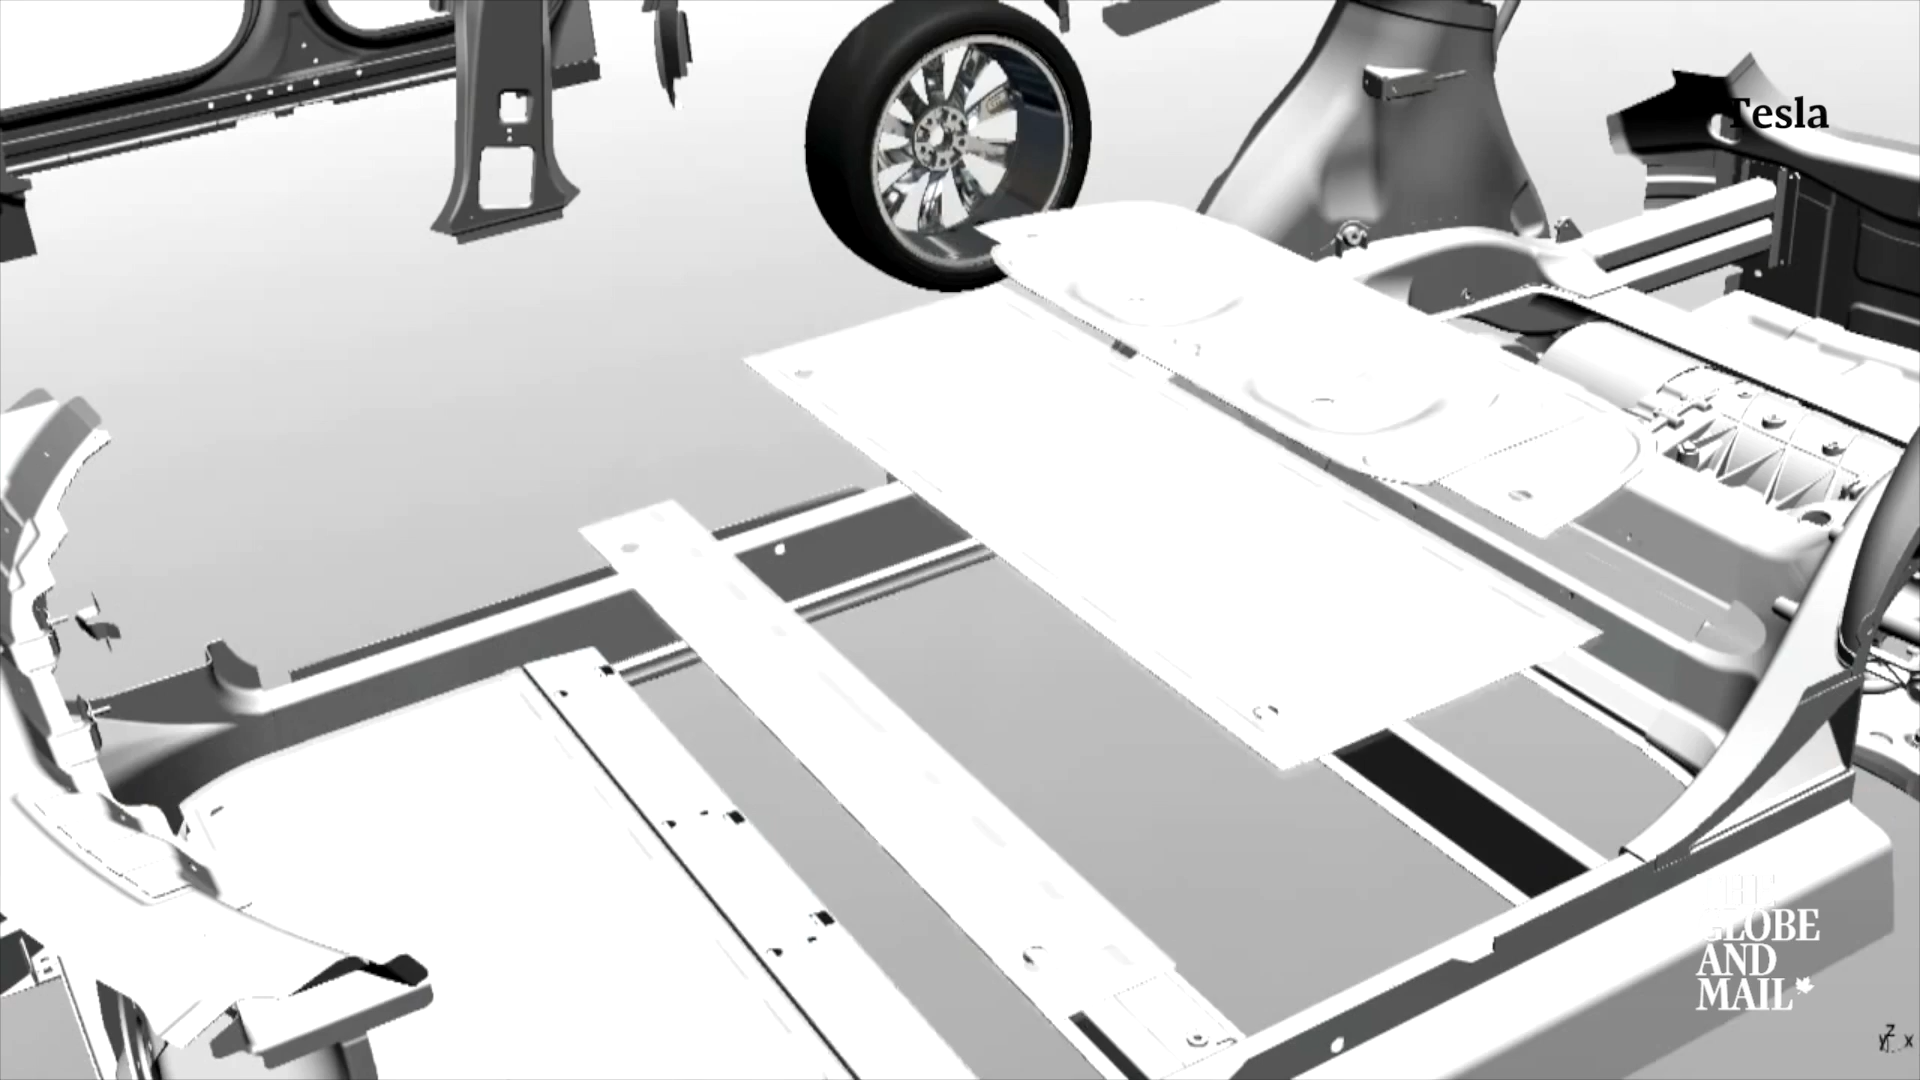 Tesla
THE
GLOBE
AND
MAIL
Z
Y X